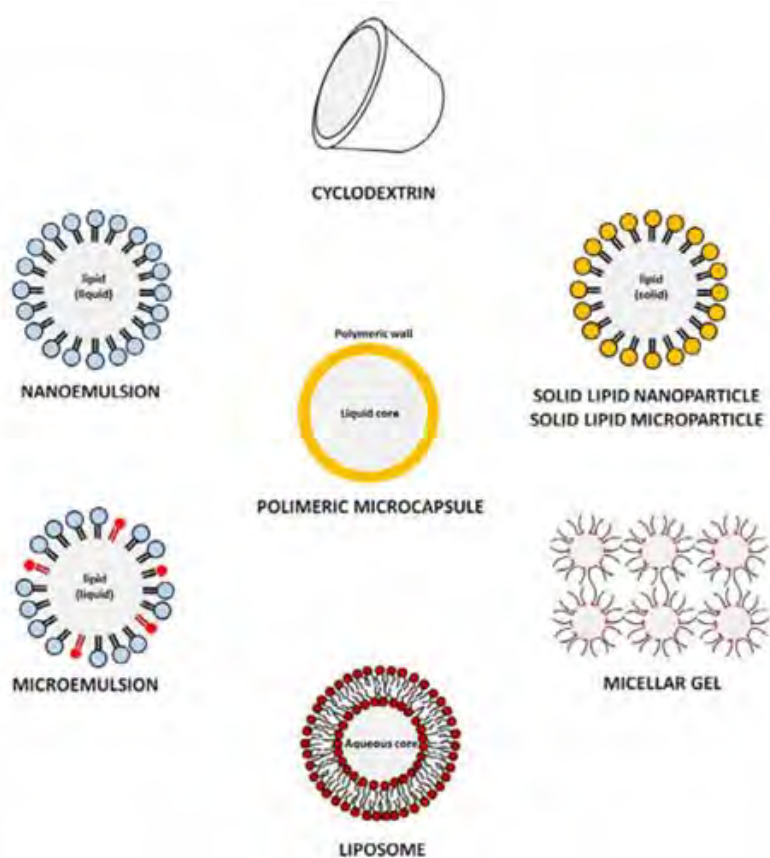 CYCLODEXTRIN
lipid
(liquid)
NANOEMULSION
lipid
(solid)
SOLID LIPID NANOPARTICLE
SOLID LIPID MICROPARTICLE
Polymeric wall
Liquid core
POLIMERIC MICROCAPSULE
lipid
(liquid)
MICROEMULSION
MICELLAR GEL
Aqueous core
LIPOSOME